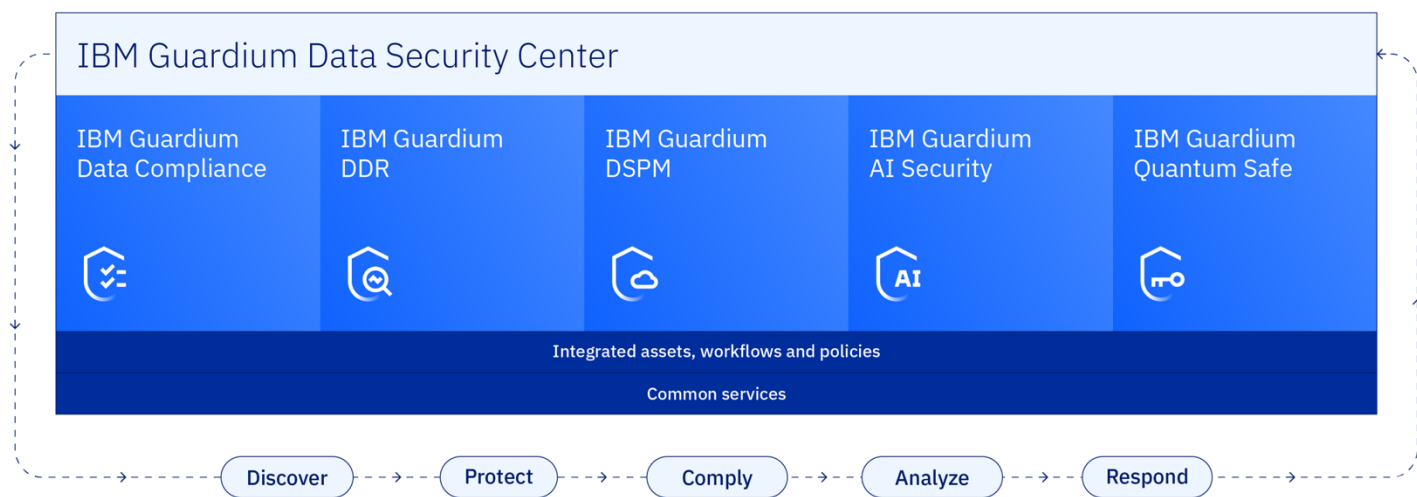 IBM Guardium Data Security Center
IBM Guardium
Data Compliance
IBM Guardium
DDR
IBM Guardium
DSPM
IBM Guardium
AI Security
AI
IBM Guardium
Quantum Safe
Integrated assets, workflows and policies
Common services
Discover
Protect
Comply
Analyze
Respond